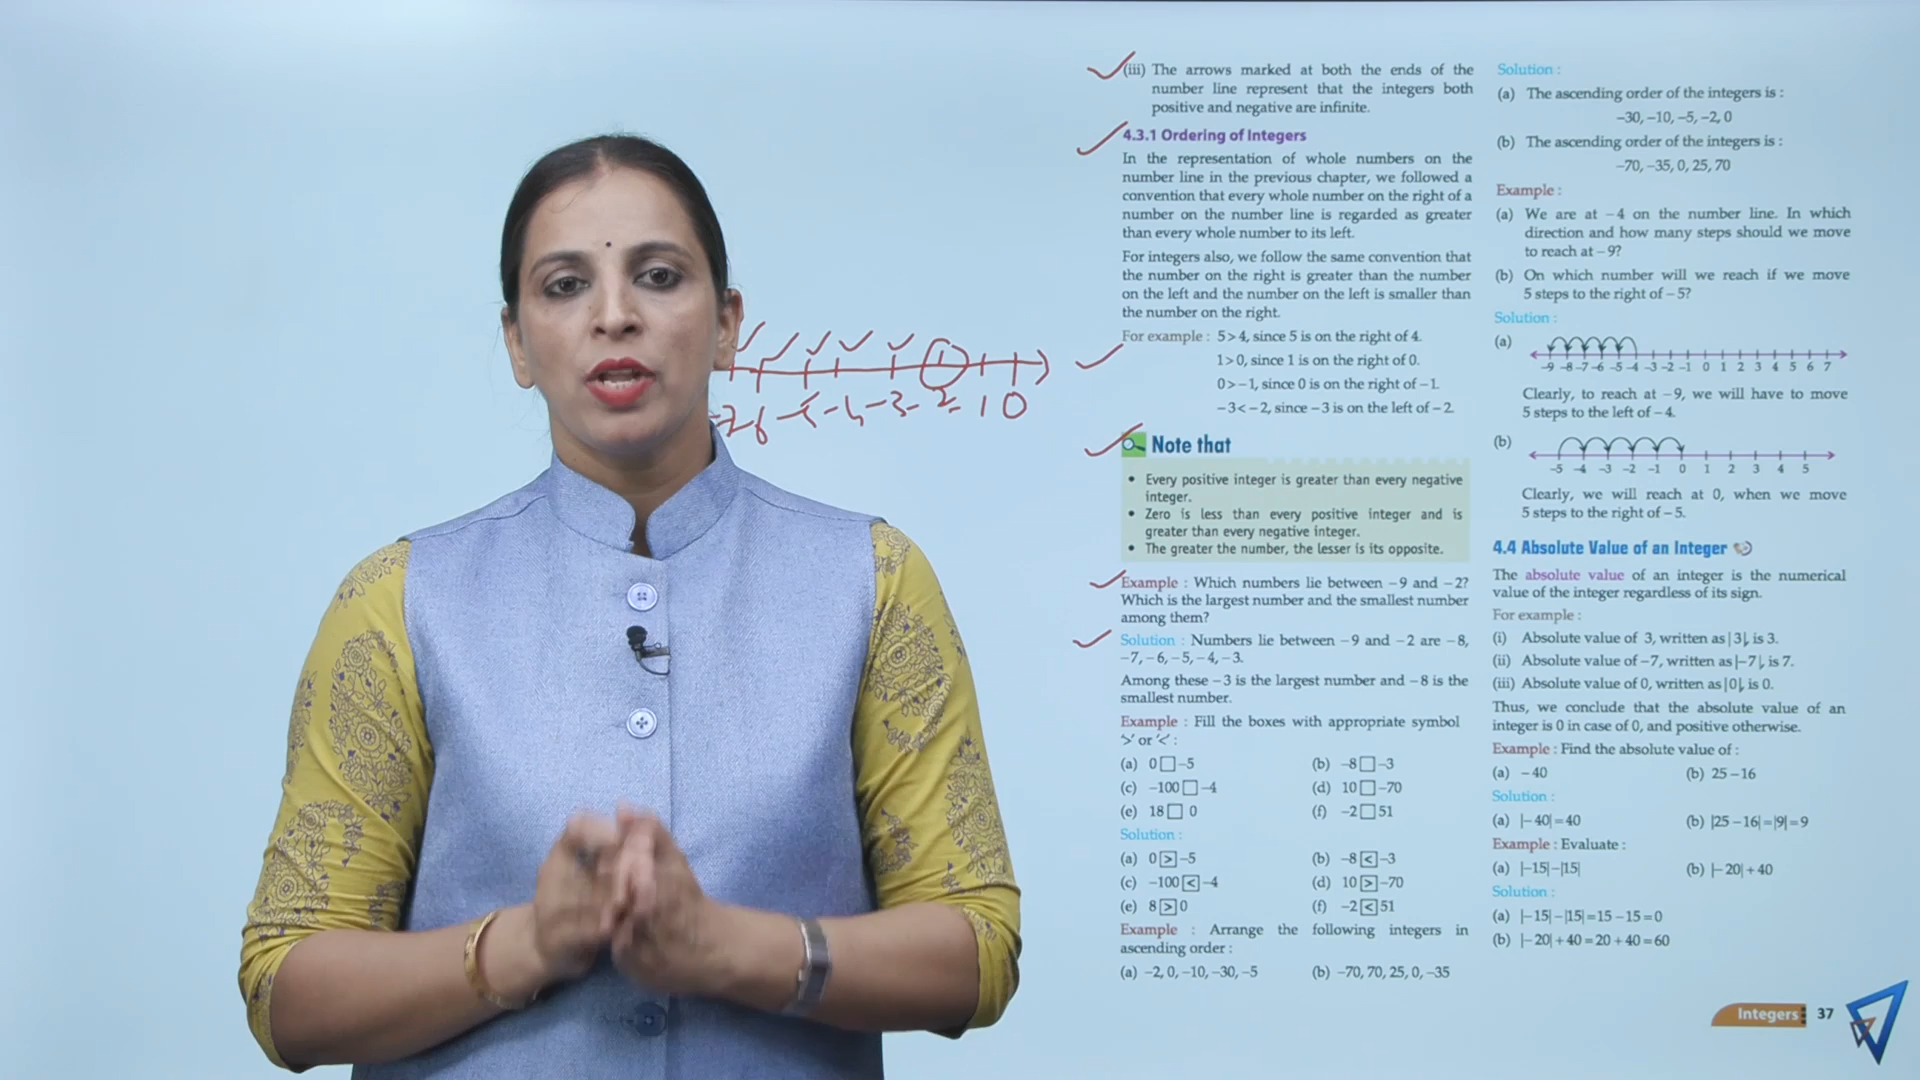 -7 -6 -5 -4 -3 -2 -1 0
(iii) The arrows marked at both the ends of the
number line represent that the integers both
positive and negative are infinite.
4.3.1 Ordering of Integers
In the representation of whole numbers on the
number line in the previous chapter, we followed a
convention that every whole number on the right of a
number on the number line is regarded as greater
than every whole number to its left.
For integers also, we follow the same convention that
the number on the right is greater than the number
on the left and the number on the left is smaller than
the number on the right.
For example : 5 > 4, since 5 is on the right of 4.
1 > 0, since 1 is on the right of 0.
0 > −1, since 0 is on the right of −1.
−3 < −2, since −3 is on the left of −2.
Note that
• Every positive integer is greater than every negative
integer.
• Zero is less than every positive integer and is
greater than every negative integer.
• The greater the number, the lesser is its opposite.
Example : Which numbers lie between −9 and −2?
Which is the largest number and the smallest number
among them?
Solution : Numbers lie between −9 and −2 are −8,
−7, −6, −5, −4, −3.
Among these −3 is the largest number and −8 is the
smallest number.
Example : Fill the boxes with appropriate symbol
'>' or '<' :
(a) 0 □ −5 (b) −8 □ −3
(c) −100 □ −4 (d) 10 □ −70
(e) 18 □ 0 (f) −2 □ 51
Solution :
(a) 0 > −5 (b) −8 < −3
(c) −100 < −4 (d) 10 > −70
(e) 8 > 0 (f) −2 < 51
Example : Arrange the following integers in
ascending order :
(a) −2, 0, −10, −30, −5 (b) −70, 70, 25, 0, −35
Solution :
(a) The ascending order of the integers is :
−30, −10, −5, −2, 0
(b) The ascending order of the integers is :
−70, −35, 0, 25, 70
Example :
(a) We are at −4 on the number line. In which
direction and how many steps should we move
to reach at −9?
(b) On which number will we reach if we move
5 steps to the right of −5?
Solution :
(a)
−9 −8 −7 −6 −5 −4 −3 −2 −1 0 1 2 3 4 5 6 7
Clearly, to reach at −9, we will have to move
5 steps to the left of −4.
(b)
−5 −4 −3 −2 −1 0 1 2 3 4 5
Clearly, we will reach at 0, when we move
5 steps to the right of −5.
4.4 Absolute Value of an Integer
The absolute value of an integer is the numerical
value of the integer regardless of its sign.
For example :
(i) Absolute value of 3, written as |3|, is 3.
(ii) Absolute value of −7, written as |−7|, is 7.
(iii) Absolute value of 0, written as |0|, is 0.
Thus, we conclude that the absolute value of an
integer is 0 in case of 0, and positive otherwise.
Example : Find the absolute value of :
(a) −40 (b) 25 − 16
Solution :
(a) |−40| = 40 (b) |25 − 16| = |9| = 9
Example : Evaluate :
(a) |−15| − |15| (b) |−20| + 40
Solution :
(a) |−15| − |15| = 15 − 15 = 0
(b) |−20| + 40 = 20 + 40 = 60
Integers 37